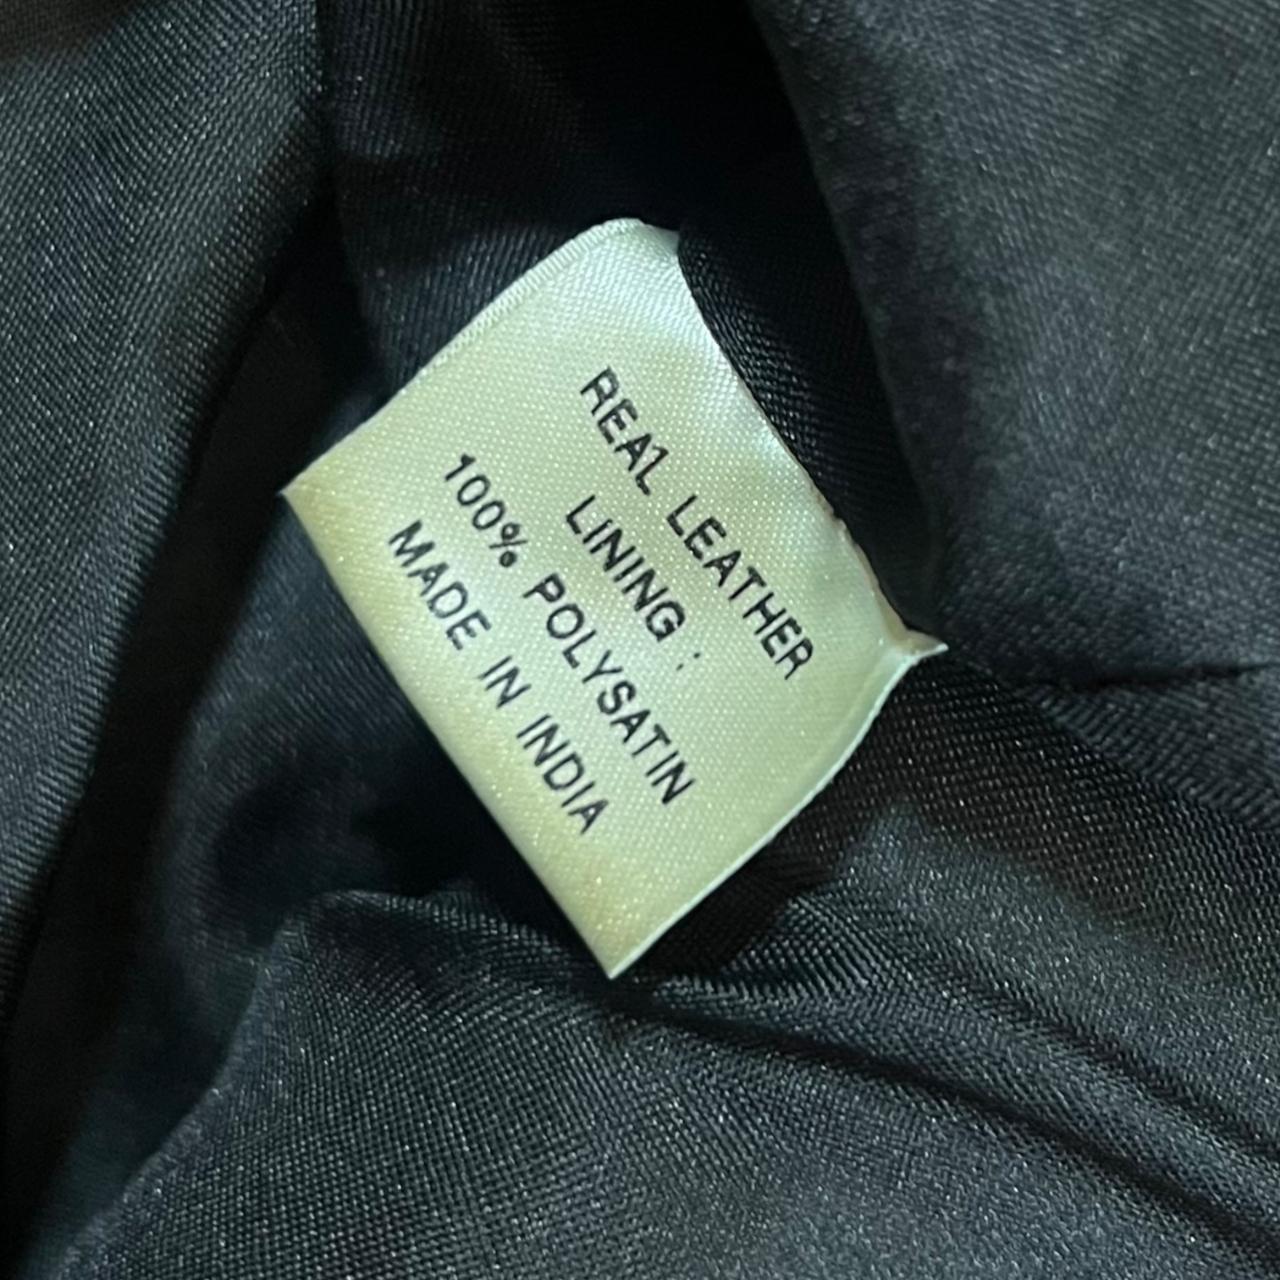 REAL LEATHER
LINING :
100% POLYSATIN
MADE IN INDIA